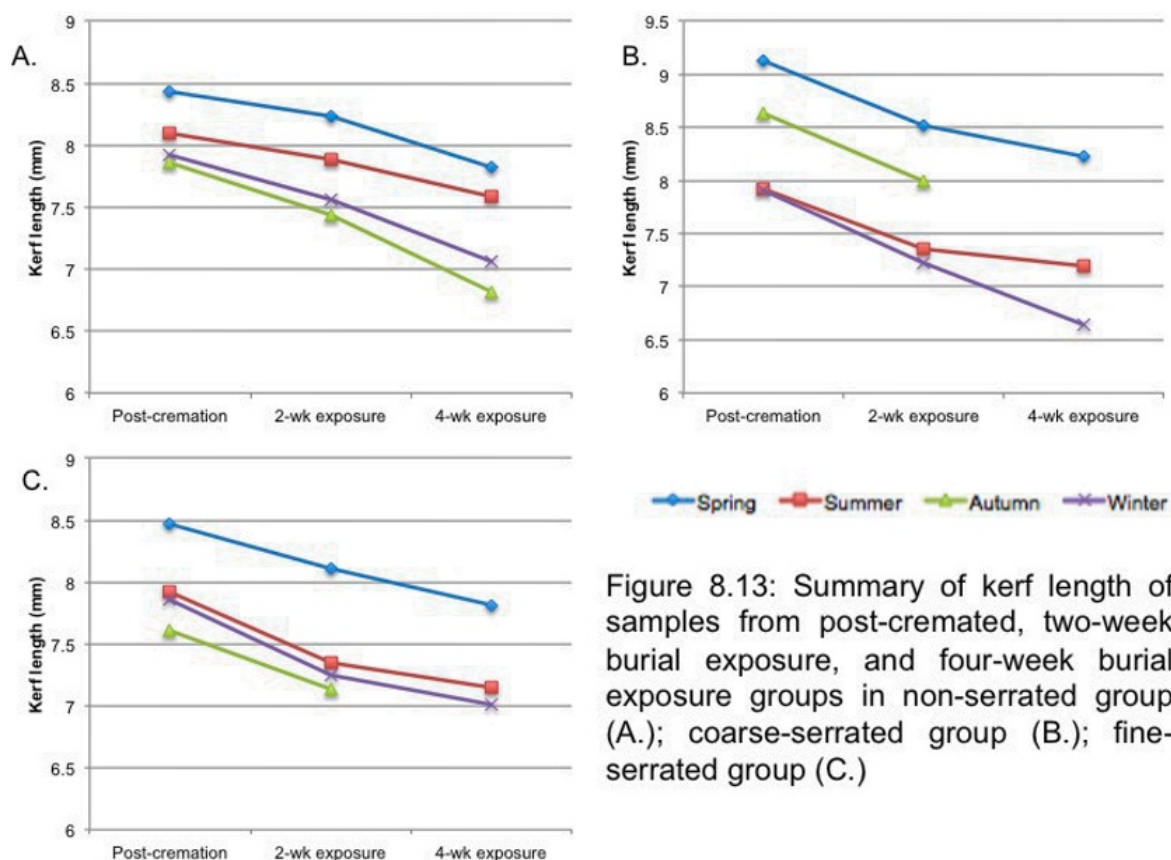 A.
9
8.5
8
7.5
7
6.5
6
Kerf length (mm)
Post-cremation 2-wk exposure 4-wk exposure
B.
9.5
9
8.5
8
7.5
7
6.5
6
Kerf length (mm)
Post-cremation 2-wk exposure 4-wk exposure
C.
9
8.5
8
7.5
7
6.5
6
Kerf length (mm)
Post-cremation 2-wk exposure 4-wk exposure
Spring Summer Autumn Winter
Figure 8.13: Summary of kerf length of
samples from post-cremated, two-week
burial exposure, and four-week burial
exposure groups in non-serrated group
(A.); coarse-serrated group (B.); fine-
serrated group (C.)